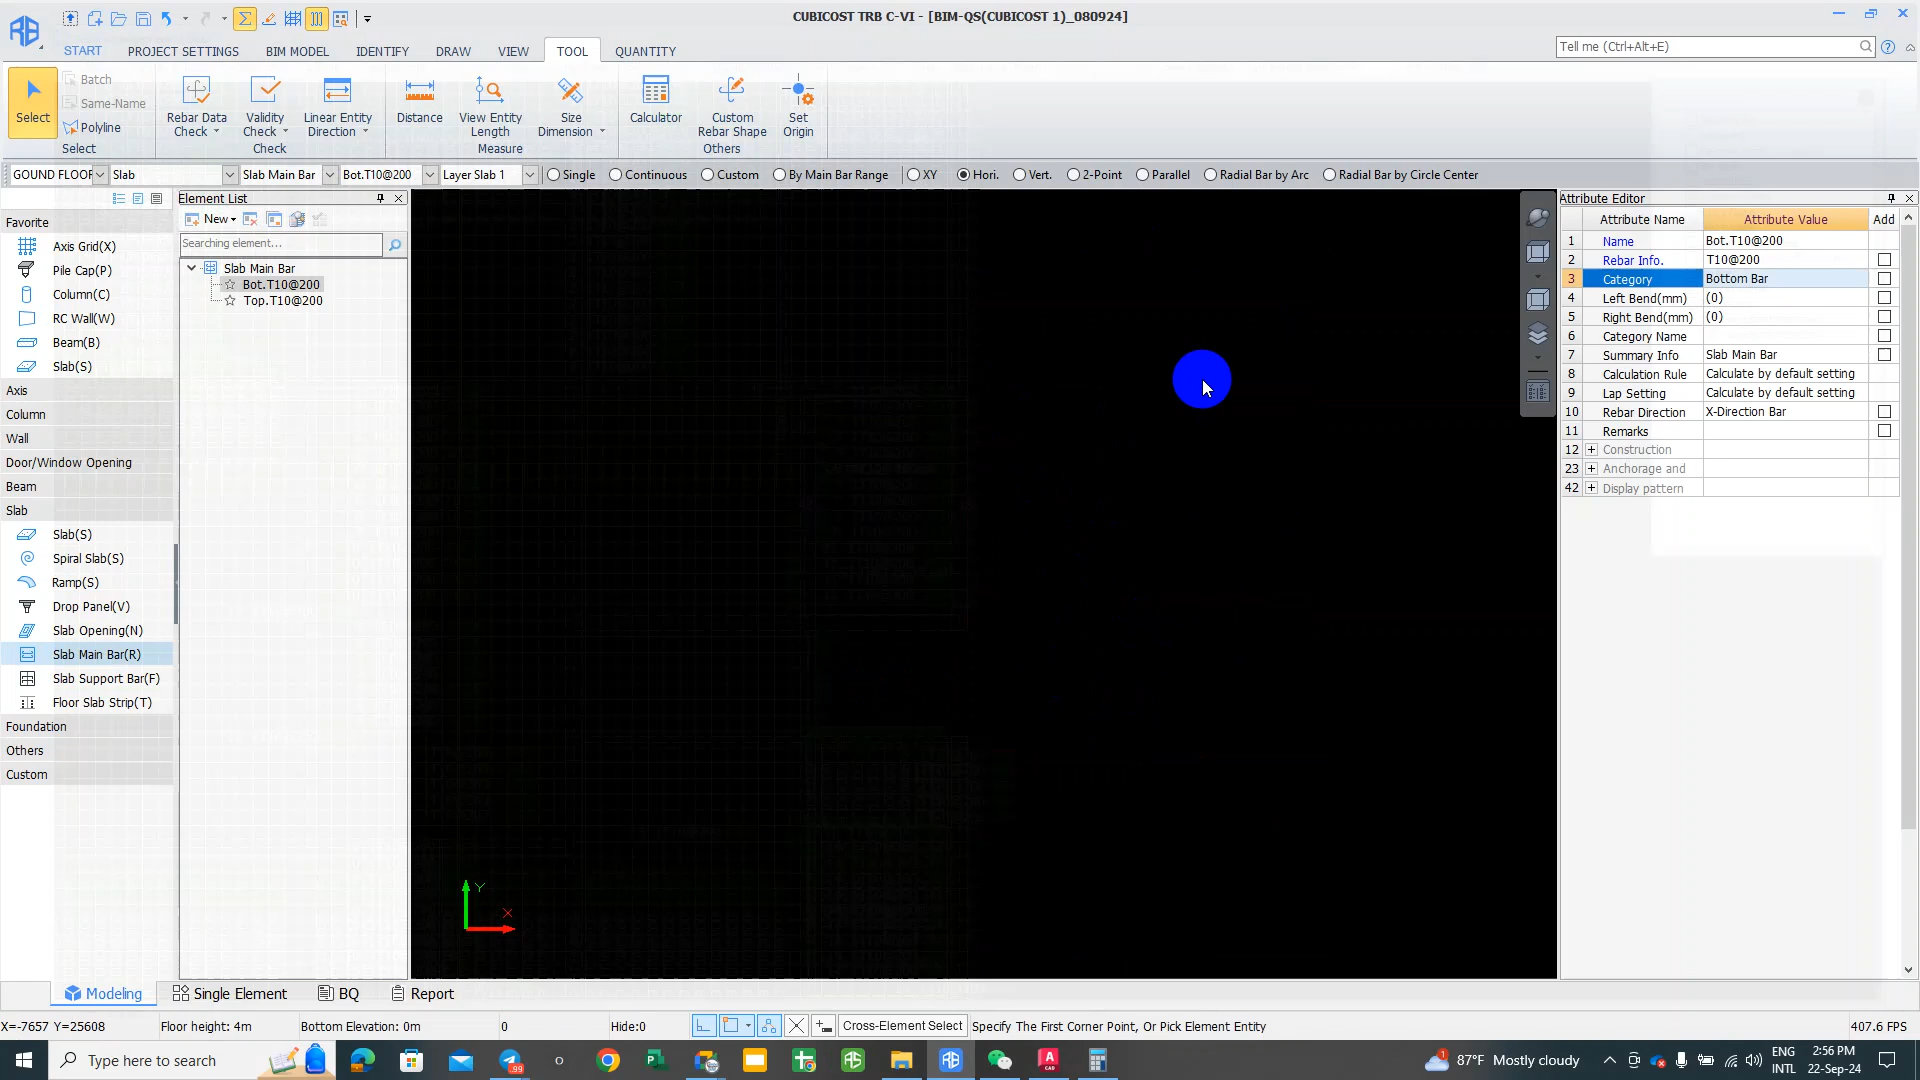 CUBICOST TRB C-VI - [BIM-QS(CUBICOST 1)_080924]
START PROJECT SETTINGS BIM MODEL IDENTIFY DRAW VIEW TOOL QUANTITY
Tell me (Ctrl+Alt+E)
Select
Batch
Same-Name
Polyline
Select
Rebar Data
Check
Validity
Check
Linear Entity
Direction
Check
Distance
View Entity
Length
Size
Dimension
Measure
Calculator
Custom
Rebar Shape
Set
Origin
Others
GOUND FLOOR Slab Slab Main Bar Bot.T10@200 Layer Slab 1 Single Continuous Custom By Main Bar Range XY Hori. Vert. 2-Point Parallel Radial Bar by Arc Radial Bar by Circle Center
Favorite
Axis Grid(X)
Pile Cap(P)
Column(C)
RC Wall(W)
Beam(B)
Slab(S)
Axis
Column
Wall
Door/Window Opening
Beam
Slab
Slab(S)
Spiral Slab(S)
Ramp(S)
Drop Panel(V)
Slab Opening(N)
Slab Main Bar(R)
Slab Support Bar(F)
Floor Slab Strip(T)
Foundation
Others
Custom
Element List
New
Searching element...
Slab Main Bar
Bot.T10@200
Top.T10@200
Y
X
Attribute Editor
Attribute Name Attribute Value Add
1 Name Bot.T10@200
2 Rebar Info. T10@200
3 Category Bottom Bar
4 Left Bend(mm) (0)
5 Right Bend(mm) (0)
6 Category Name
7 Summary Info Slab Main Bar
8 Calculation Rule Calculate by default setting
9 Lap Setting Calculate by default setting
10 Rebar Direction X-Direction Bar
11 Remarks
12 Construction
23 Anchorage and
42 Display pattern
Modeling Single Element BQ Report
X=-7657 Y=25608 Floor height: 4m Bottom Elevation: 0m 0 Hide:0 Cross-Element Select Specify The First Corner Point, Or Pick Element Entity 407.6 FPS
Type here to search
87°F Mostly cloudy
ENG
INTL
2:56 PM
22-Sep-24